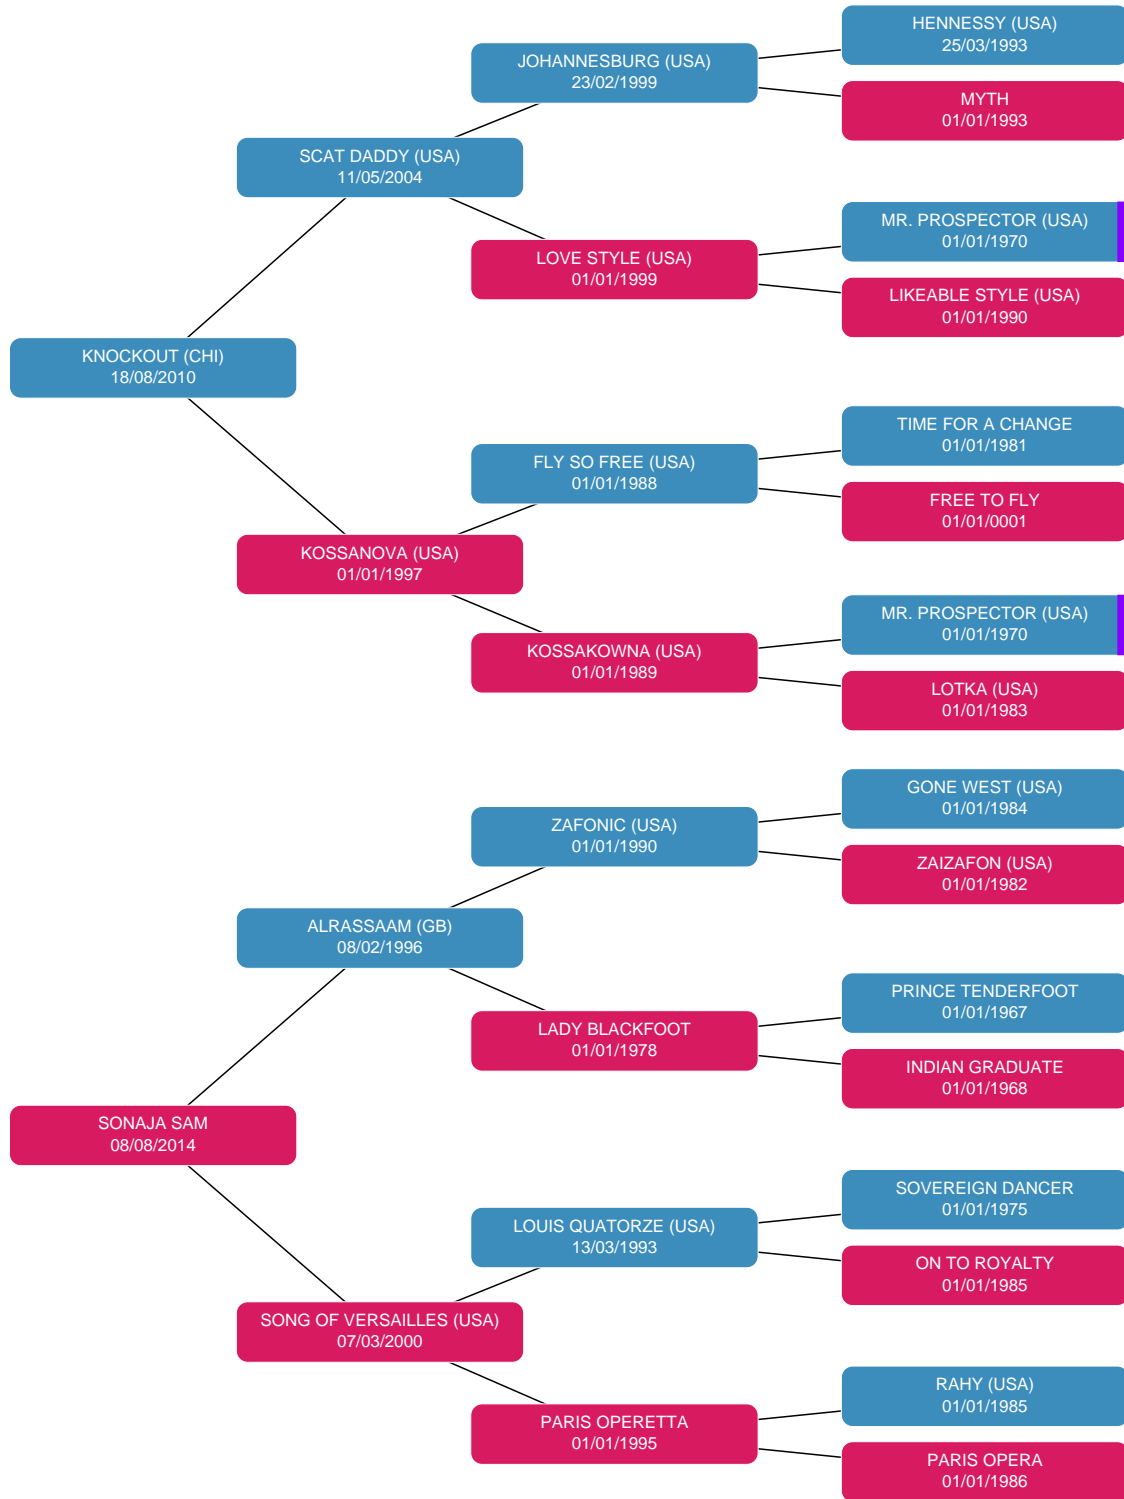 HENNESSY (USA)
25/03/1993
JOHANNESBURG (USA)
23/02/1999
MYTH
01/01/1993
SCAT DADDY (USA)
11/05/2004
MR. PROSPECTOR (USA)
01/01/1970
LOVE STYLE (USA)
01/01/1999
LIKEABLE STYLE (USA)
01/01/1990
KNOCKOUT (CHI)
18/08/2010
TIME FOR A CHANGE
01/01/1981
FLY SO FREE (USA)
01/01/1988
FREE TO FLY
01/01/0001
KOSSANOVA (USA)
01/01/1997
MR. PROSPECTOR (USA)
01/01/1970
KOSSAKOWNA (USA)
01/01/1989
LOTKA (USA)
01/01/1983
GONE WEST (USA)
01/01/1984
ZAFONIC (USA)
01/01/1990
ZAIZAFON (USA)
01/01/1982
ALRASSAAM (GB)
08/02/1996
PRINCE TENDERFOOT
01/01/1967
LADY BLACKFOOT
01/01/1978
INDIAN GRADUATE
01/01/1968
SONAJA SAM
08/08/2014
SOVEREIGN DANCER
01/01/1975
LOUIS QUATORZE (USA)
13/03/1993
ON TO ROYALTY
01/01/1985
SONG OF VERSAILLES (USA)
07/03/2000
RAHY (USA)
01/01/1985
PARIS OPERETTA
01/01/1995
PARIS OPERA
01/01/1986